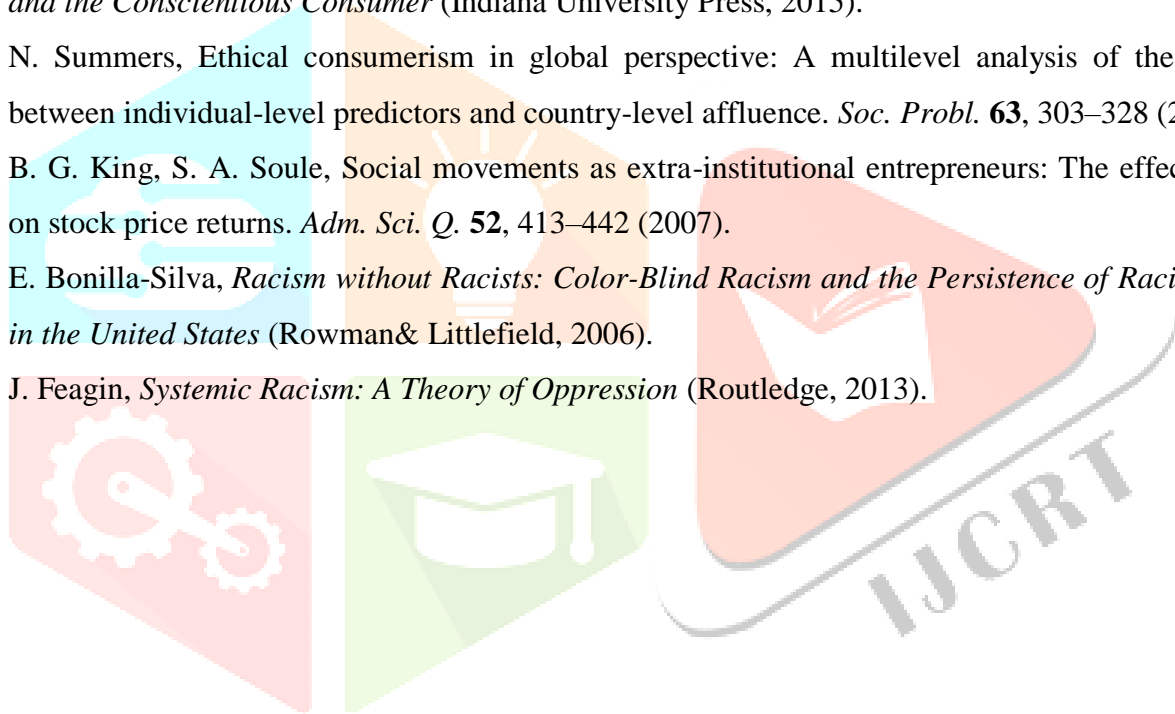 and the Conscientious Consumer (Indiana University Press, 2015).
N. Summers, Ethical consumerism in global perspective: A multilevel analysis of the
between individual-level predictors and country-level affluence. Soc. Probl. 63, 303–328 (2
B. G. King, S. A. Soule, Social movements as extra-institutional entrepreneurs: The effec
on stock price returns. Adm. Sci. Q. 52, 413–442 (2007).
E. Bonilla-Silva, Racism without Racists: Color-Blind Racism and the Persistence of Raci
in the United States (Rowman& Littlefield, 2006).
J. Feagin, Systemic Racism: A Theory of Oppression (Routledge, 2013).
IJCRT